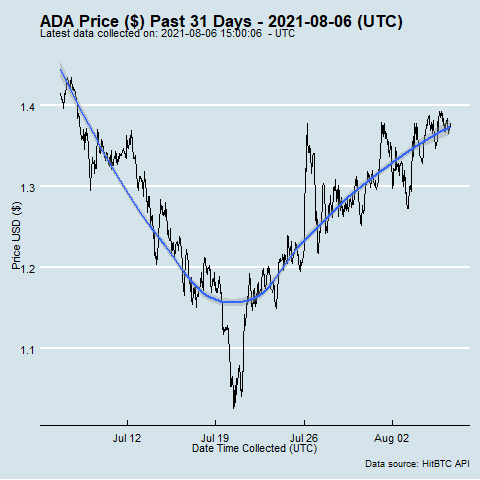 ADA Price ($) Past 31 Days - 2021-08-06 (UTC)
Latest data collected on: 2021-08-06 15:00:06 - UTC
1.4
1.3
1.2
1.1
Price USD ($)
Jul 12 Jul 19 Jul 26 Aug 02
Date Time Collected (UTC)
Data source: HitBTC API